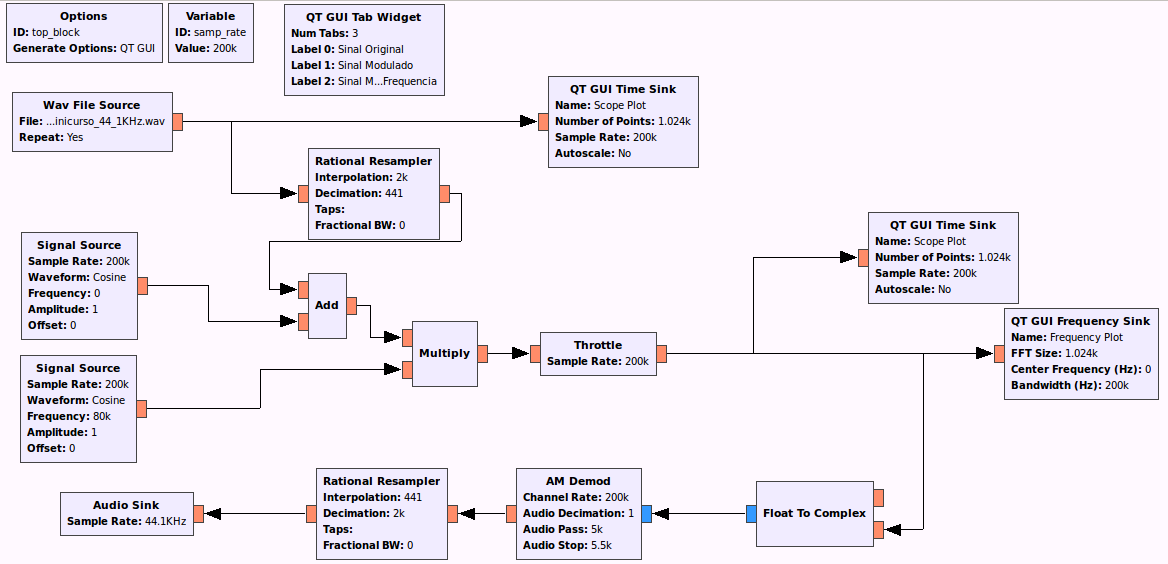 Options
ID: top_block
Generate Options: QT GUI
Variable
ID: samp_rate
Value: 200k
QT GUI Tab Widget
Num Tabs: 3
Label 0: Sinal Original
Label 1: Sinal Modulado
Label 2: Sinal M...Frequencia
Wav File Source
File: ...inicurso_44_1KHz.wav
Repeat: Yes
QT GUI Time Sink
Name: Scope Plot
Number of Points: 1.024k
Sample Rate: 200k
Autoscale: No
Rational Resampler
Interpolation: 2k
Decimation: 441
Taps:
Fractional BW: 0
Signal Source
Sample Rate: 200k
Waveform: Cosine
Frequency: 0
Amplitude: 1
Offset: 0
Add
QT GUI Time Sink
Name: Scope Plot
Number of Points: 1.024k
Sample Rate: 200k
Autoscale: No
Signal Source
Sample Rate: 200k
Waveform: Cosine
Frequency: 80k
Amplitude: 1
Offset: 0
Multiply
Throttle
Sample Rate: 200k
QT GUI Frequency Sink
Name: Frequency Plot
FFT Size: 1.024k
Center Frequency (Hz): 0
Bandwidth (Hz): 200k
Audio Sink
Sample Rate: 44.1KHz
Rational Resampler
Interpolation: 441
Decimation: 2k
Taps:
Fractional BW: 0
AM Demod
Channel Rate: 200k
Audio Decimation: 1
Audio Pass: 5k
Audio Stop: 5.5k
Float To Complex